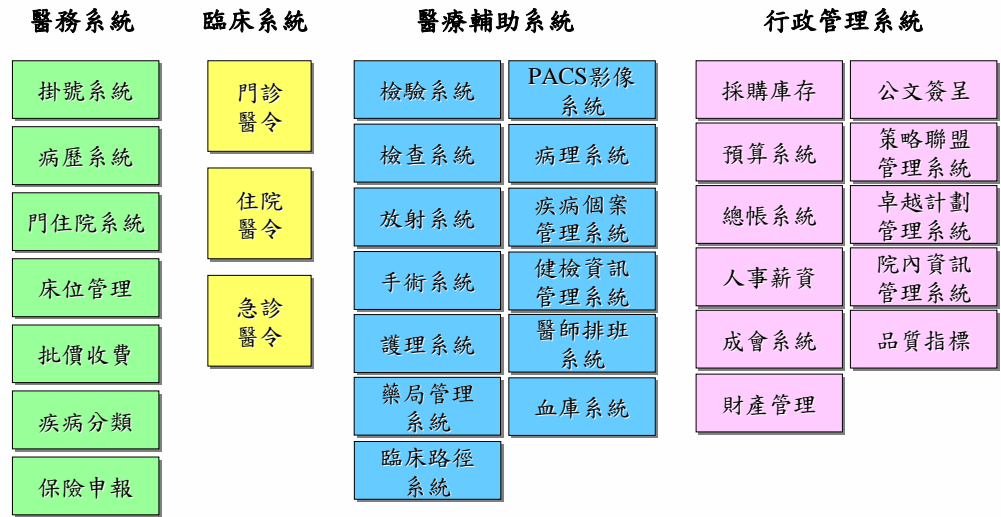 醫務系統
掛號系統
病歷系統
門住院系統
床位管理
批價收費
疾病分類
保險申報
臨床系統
門診
醫令
住院
醫令
急診
醫令
醫療輔助系統
檢驗系統
檢查系統
放射系統
手術系統
護理系統
藥局管理
系統
臨床路徑
系統
PACS影像
系統
病理系統
疾病個案
管理系統
健檢資訊
管理系統
醫師排班
系統
血庫系統
行政管理系統
採購庫存
預算系統
總帳系統
人事薪資
成會系統
財產管理
公文簽呈
策略聯盟
管理系統
卓越計劃
管理系統
院內資訊
管理系統
品質指標